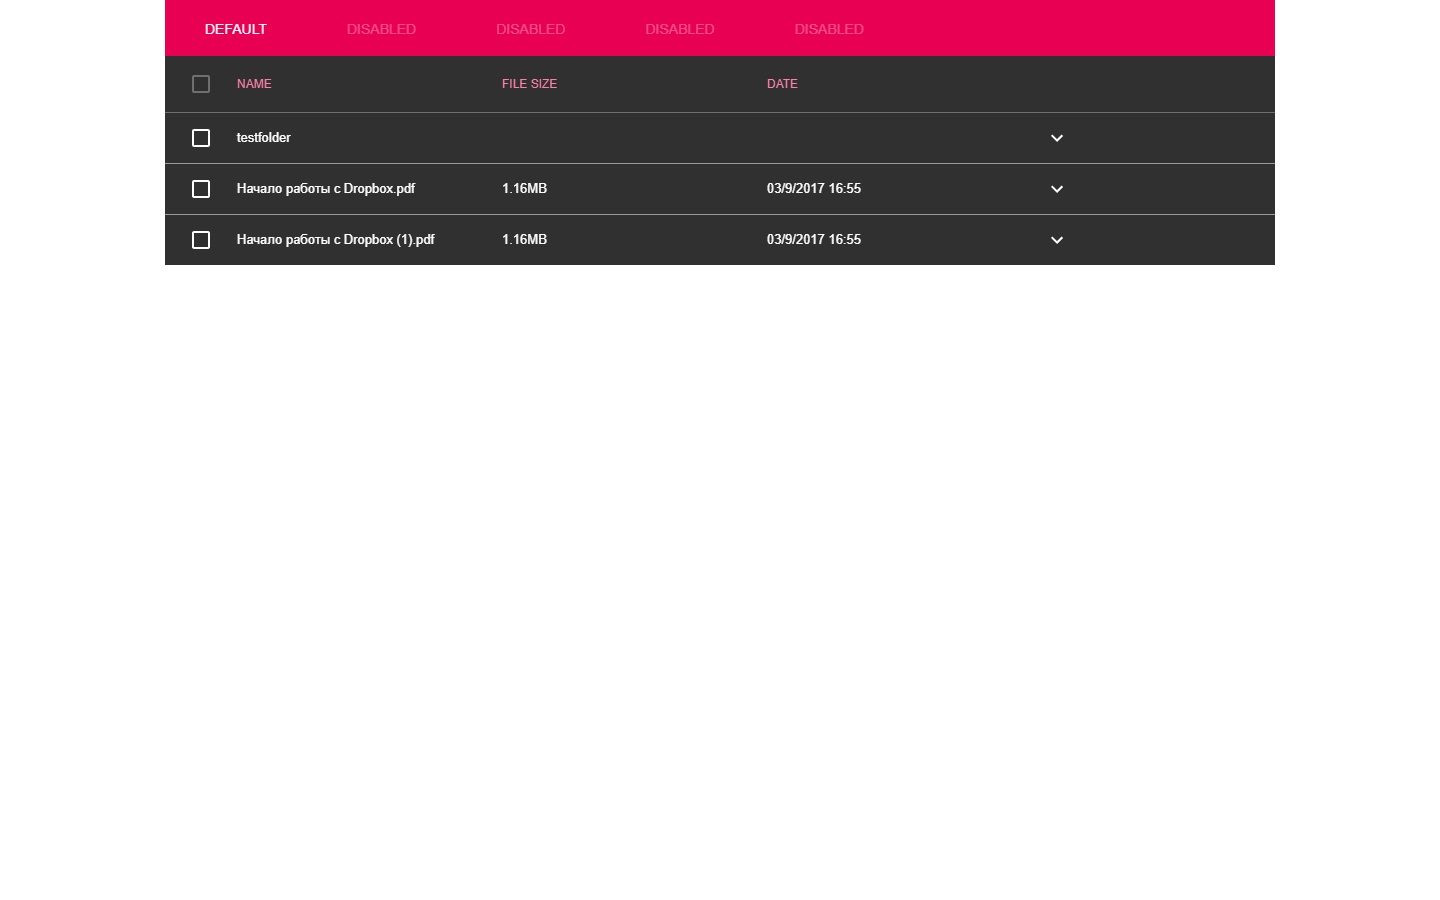 DEFAULT DISABLED DISABLED DISABLED DISABLED
NAME FILE SIZE DATE
testfolder
Начало работы с Dropbox.pdf 1.16MB 03/9/2017 16:55
Начало работы с Dropbox (1).pdf 1.16MB 03/9/2017 16:55